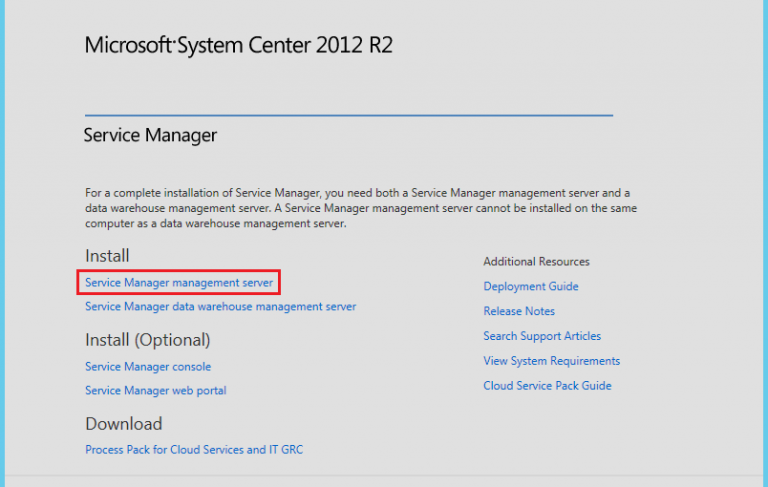 Microsoft System Center 2012 R2
Service Manager
For a complete installation of Service Manager, you need both a Service Manager management server and a
data warehouse management server. A Service Manager management server cannot be installed on the same
computer as a data warehouse management server.
Install
Service Manager management server
Service Manager data warehouse management server
Install (Optional)
Service Manager console
Service Manager web portal
Download
Process Pack for Cloud Services and IT GRC
Additional Resources
Deployment Guide
Release Notes
Search Support Articles
View System Requirements
Cloud Service Pack Guide